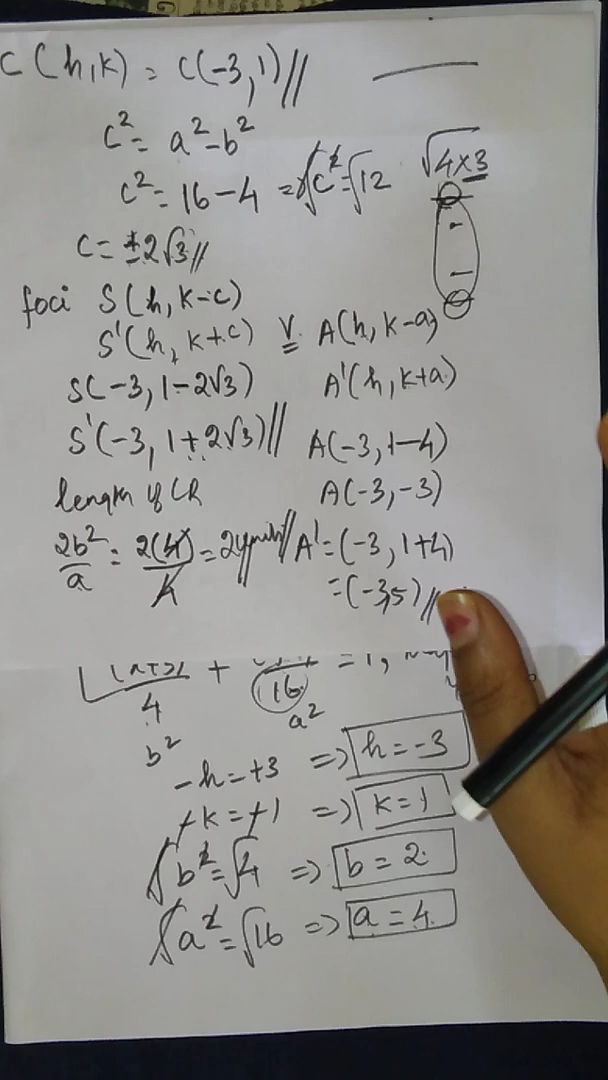 C(h,k) = C(-3,1)//
c² = a²-b²
c² = 16-4 = √c² = √12 √4×3
c = ±2√3//
foci S(h, k-c)
S'(h, k+c) V A(h, k-a)
S(-3, 1-2√3) A'(h, k+a)
S'(-3, 1+2√3)// A(-3, 1-4)
length of LR A(-3,-3)
2b²/a = 2(4)/4 = 2 units// A' = (-3, 1+4)
= (-3,5)//
/4 + /16 = 1,
b² a²
-h = +3 ⇒ h = -3
+k = +1 ⇒ k = 1
√b² = √4 ⇒ b = 2.
√a² = √16 ⇒ a = 4.